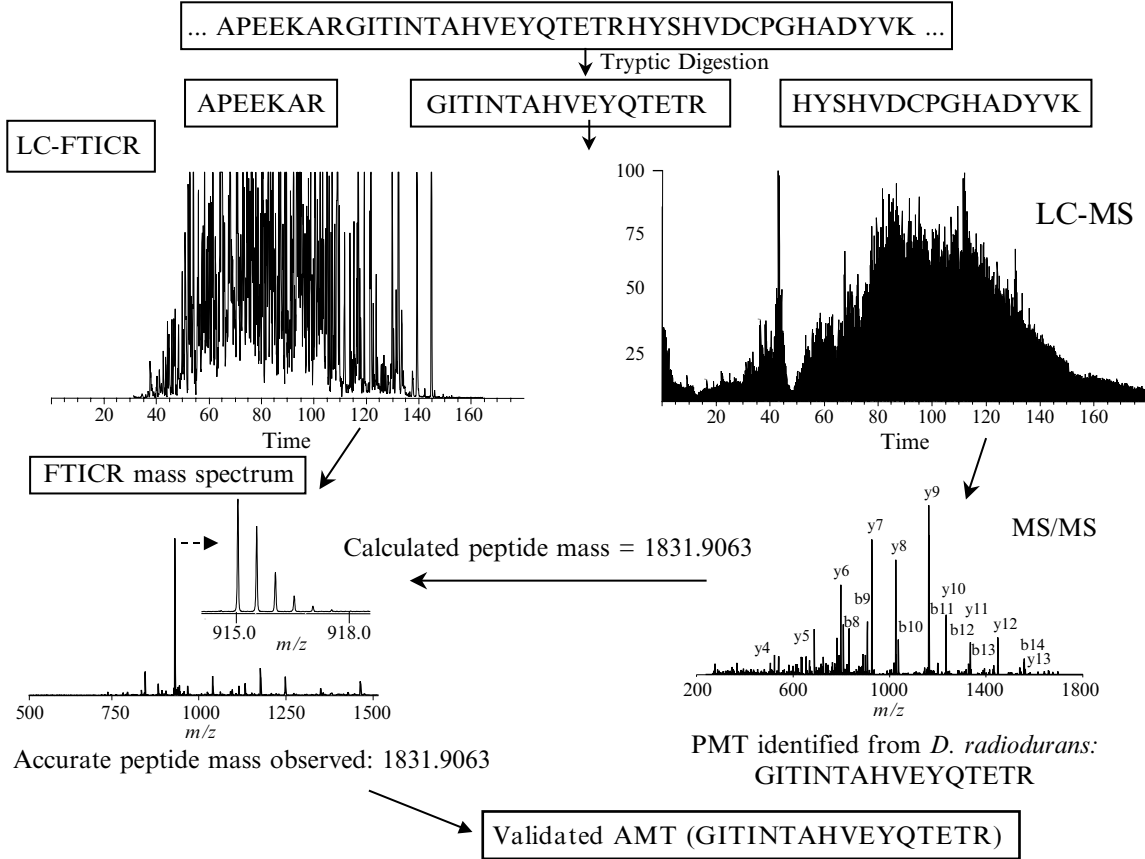 ... APEEKARGITINTAHVEYQTETRHYSHVDCPGHADYVK ...
Tryptic Digestion
APEEKAR
GITINTAHVEYQTETR
HYSHVDCPGHADYVK
LC-FTICR
LC-MS
100
75
50
25
20 40 60 80 100 120 140 160
Time
20 40 60 80 100 120 140 160
Time
FTICR mass spectrum
915.0 918.0
m/z
500 750 1000 1250 1500
m/z
Accurate peptide mass observed: 1831.9063
Calculated peptide mass = 1831.9063
MS/MS
y9
y7
y8
y6
y10
b9
b11 y11
b8
y5
b10
b12
y12
y4
b13
b14
y13
200 600 1000 1400 1800
m/z
PMT identified from D. radiodurans:
GITINTAHVEYQTETR
Validated AMT (GITINTAHVEYQTETR)